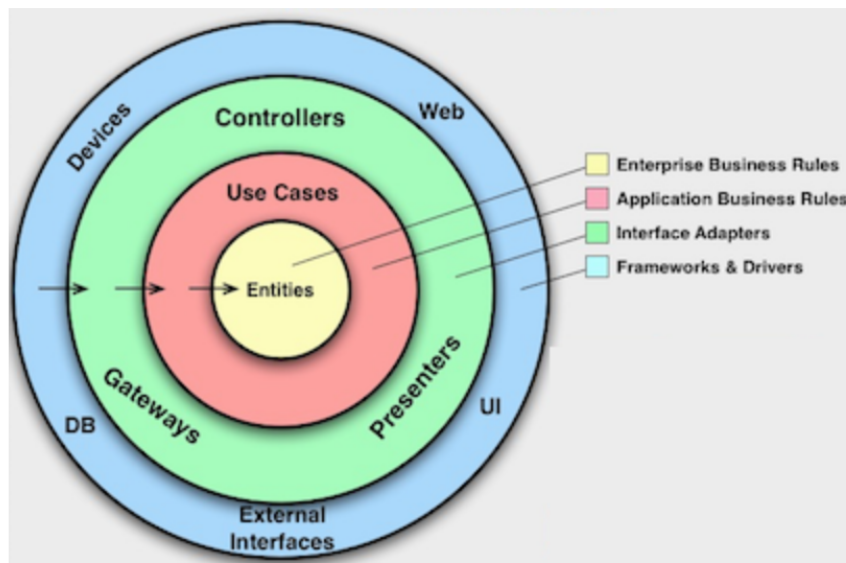 Devices
Web
Controllers
Use Cases
Entities
Gateways
Presenters
DB
UI
External
Interfaces
Enterprise Business Rules
Application Business Rules
Interface Adapters
Frameworks & Drivers